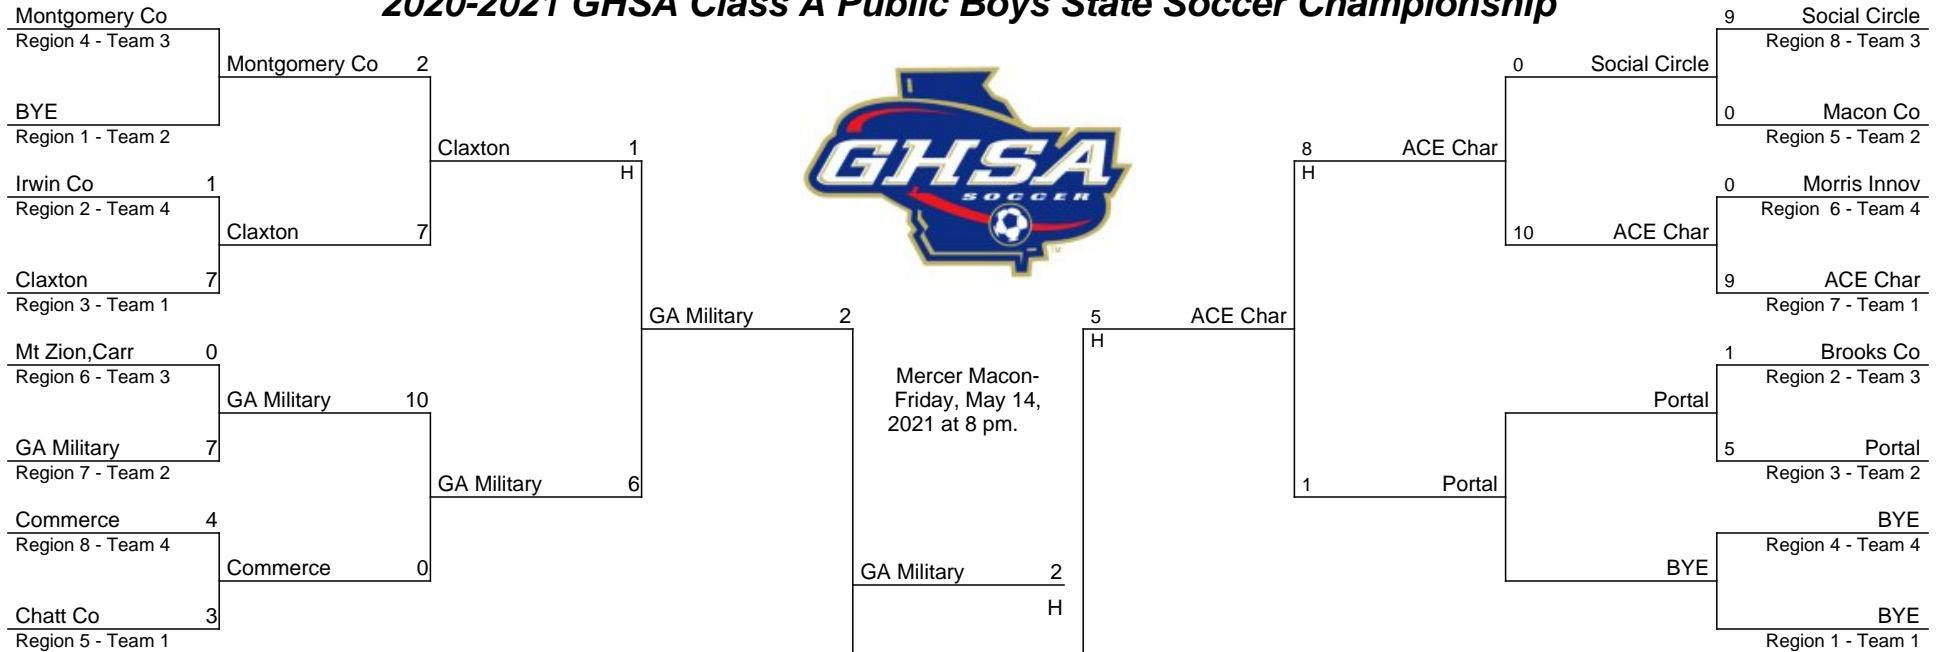 2020-2021 GHSA Class A Public Boys State Soccer Championship
Montgomery Co
Region 4 - Team 3
Montgomery Co 2
BYE
Region 1 - Team 2
Claxton 1
H
Irwin Co 1
Region 2 - Team 4
Claxton 7
Claxton 7
Region 3 - Team 1
GA Military 2
Mt Zion,Carr 0
Region 6 - Team 3
GA Military 10
GA Military 7
Region 7 - Team 2
GA Military 6
Commerce 4
Region 8 - Team 4
Commerce 0
Chatt Co 3
Region 5 - Team 1
GHSA
SOCCER
TM
Mercer Macon-
Friday, May 14,
2021 at 8 pm.
GA Military 2
H
9 Social Circle
Region 8 - Team 3
0 Social Circle
0 Macon Co
Region 5 - Team 2
8 ACE Char
H
0 Morris Innov
Region 6 - Team 4
10 ACE Char
9 ACE Char
Region 7 - Team 1
5 ACE Char
H
1 Brooks Co
Region 2 - Team 3
Portal
5 Portal
Region 3 - Team 2
1 Portal
BYE
Region 4 - Team 4
BYE
BYE
Region 1 - Team 1